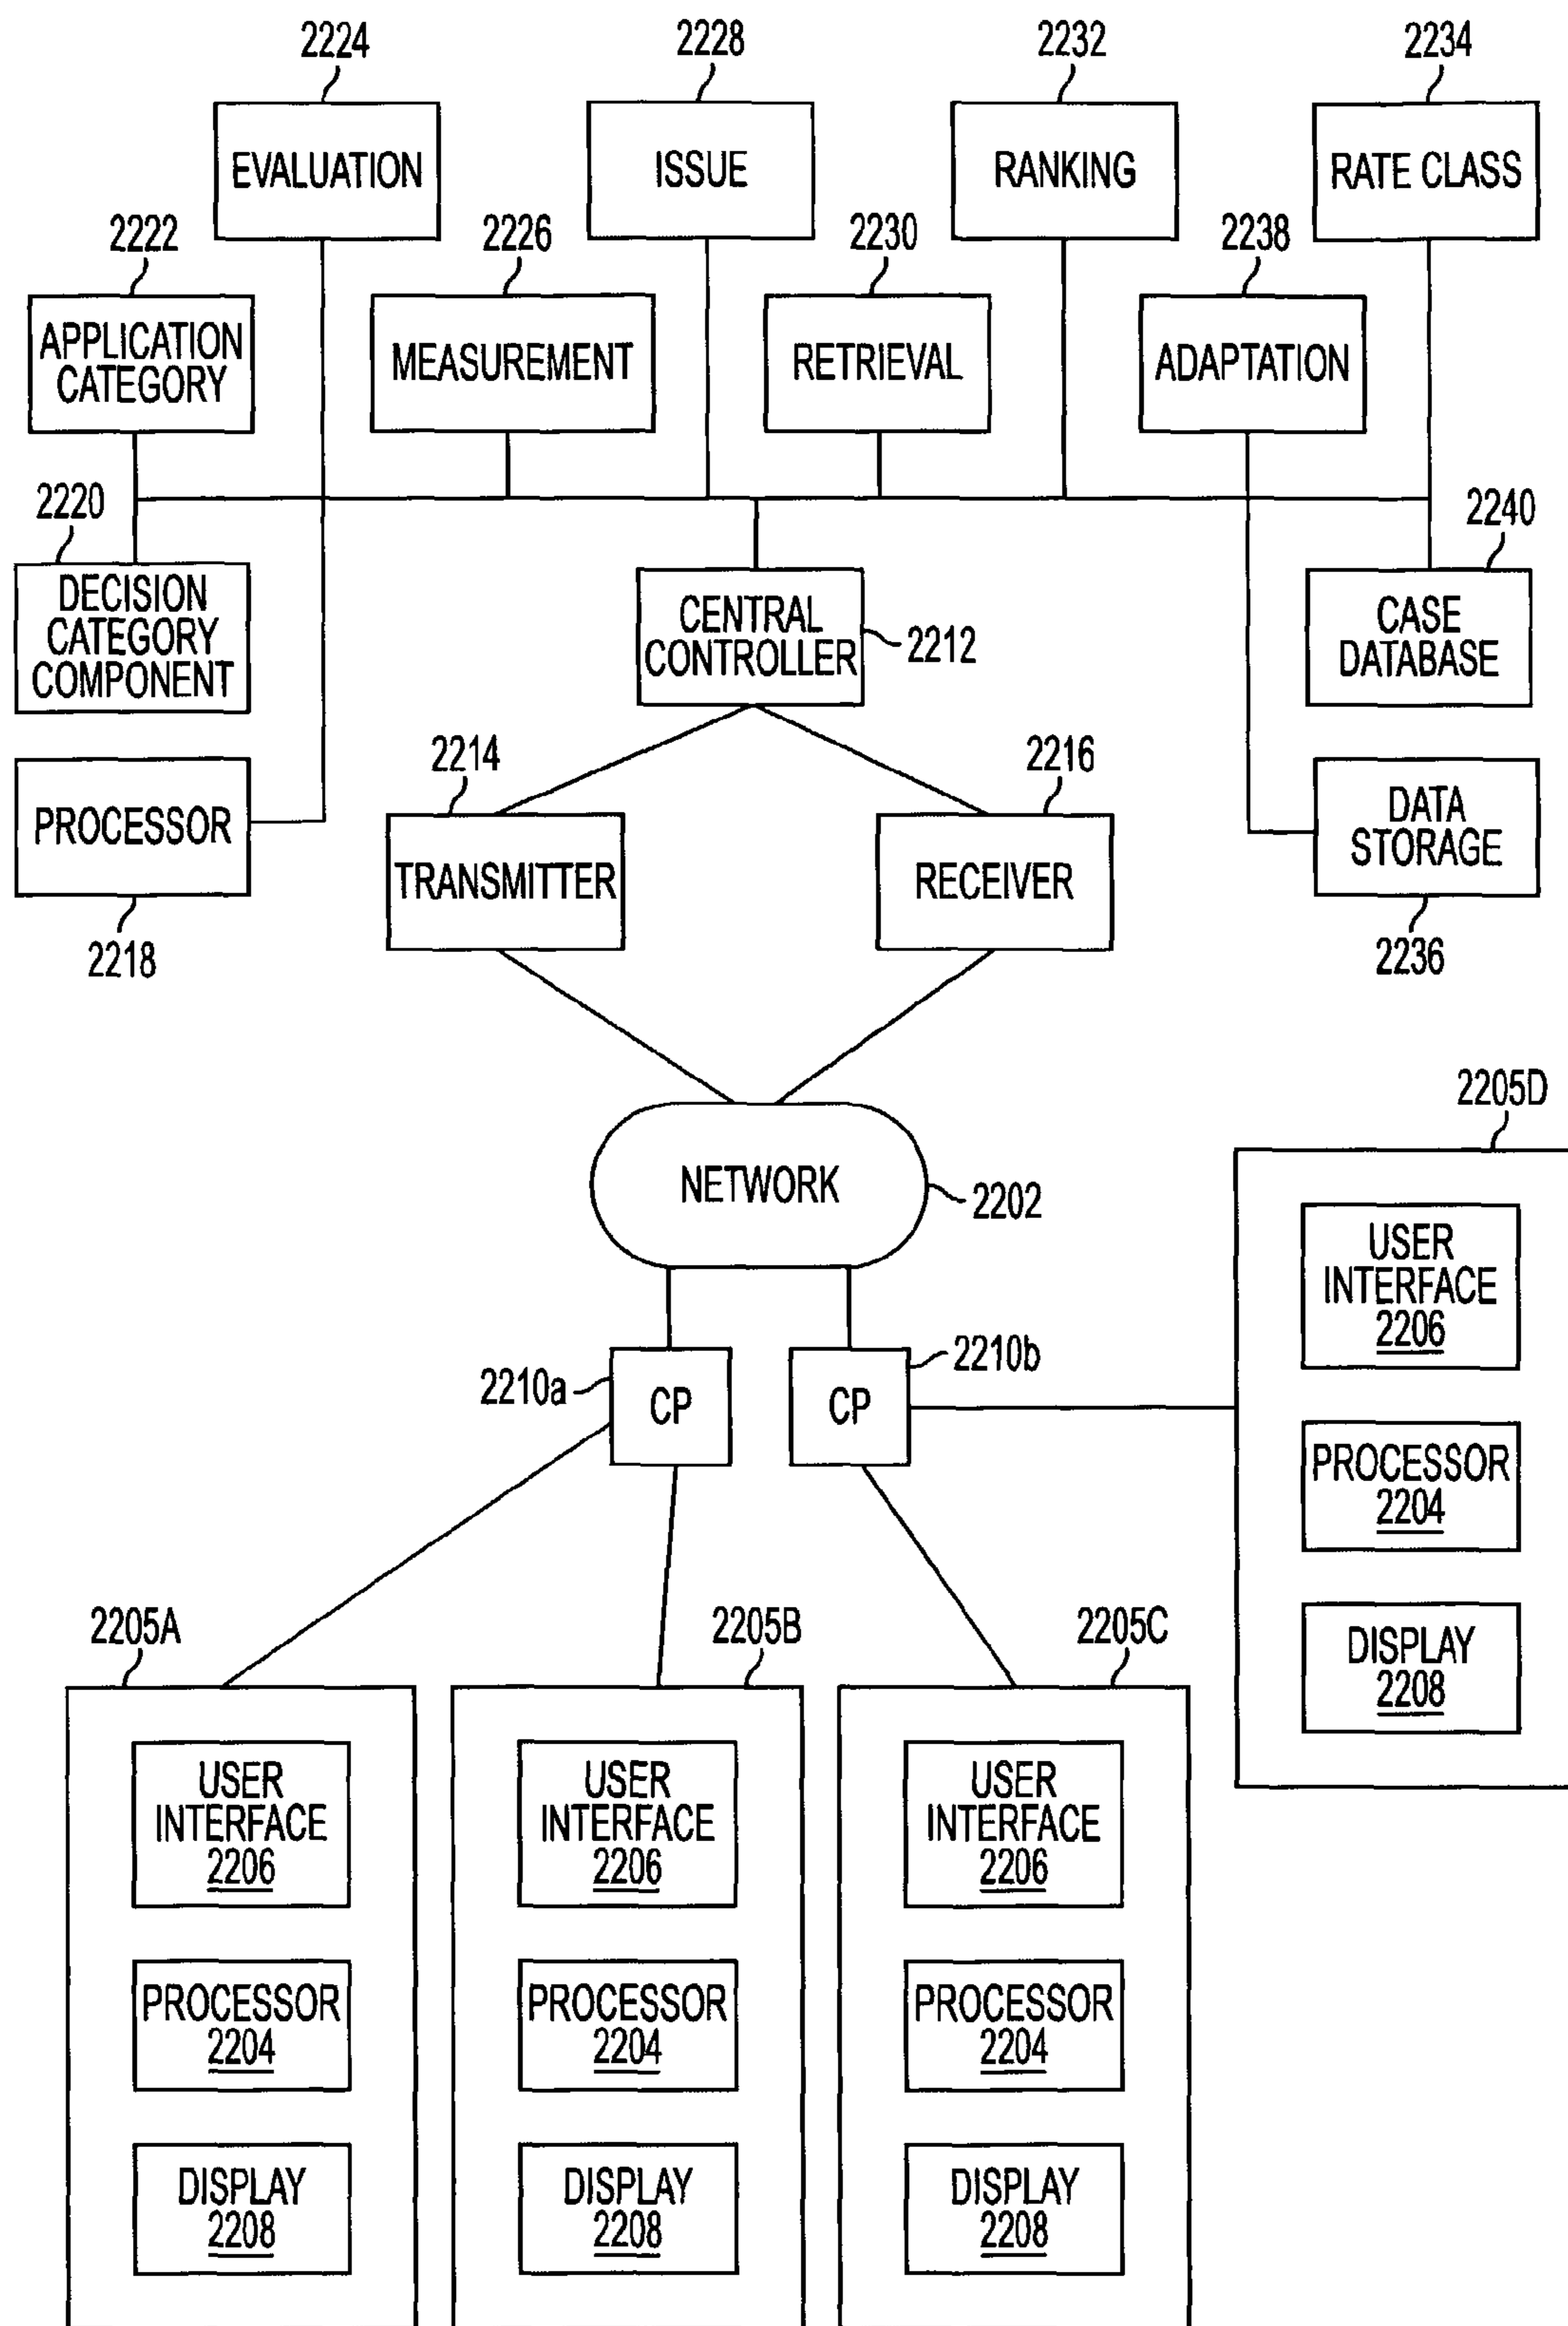 2224
2228
2232
2234
EVALUATION
ISSUE
RANKING
RATE CLASS
2222
2226
2230
2238
APPLICATION
CATEGORY
MEASUREMENT
RETRIEVAL
ADAPTATION
2220
2240
DECISION
CATEGORY
COMPONENT
CENTRAL
CONTROLLER
2212
CASE
DATABASE
2214
2216
PROCESSOR
TRANSMITTER
RECEIVER
DATA
STORAGE
2218
2236
2205D
NETWORK
2202
USER
INTERFACE
2206
2210a
CP
CP
2210b
PROCESSOR
2204
2205A
2205B
2205C
DISPLAY
2208
USER
INTERFACE
2206
PROCESSOR
2204
DISPLAY
2208
USER
INTERFACE
2206
PROCESSOR
2204
DISPLAY
2208
USER
INTERFACE
2206
PROCESSOR
2204
DISPLAY
2208